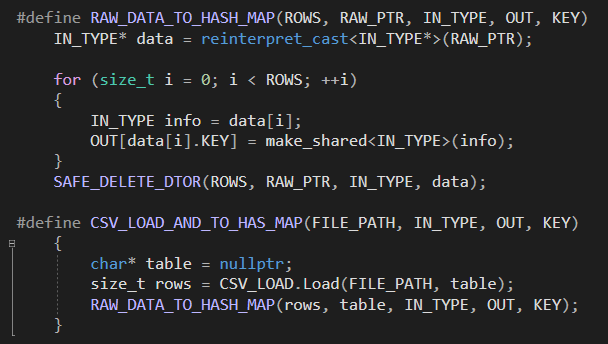 #define RAW_DATA_TO_HASH_MAP(ROWS, RAW_PTR, IN_TYPE, OUT, KEY)
IN_TYPE* data = reinterpret_cast<IN_TYPE*>(RAW_PTR);
for (size_t i = 0; i < ROWS; ++i)
{
IN_TYPE info = data[i];
OUT[data[i].KEY] = make_shared<IN_TYPE>(info);
}
SAFE_DELETE_DTOR(ROWS, RAW_PTR, IN_TYPE, data);
#define CSV_LOAD_AND_TO_HAS_MAP(FILE_PATH, IN_TYPE, OUT, KEY)
{
char* table = nullptr;
size_t rows = CSV_LOAD.Load(FILE_PATH, table);
RAW_DATA_TO_HASH_MAP(rows, table, IN_TYPE, OUT, KEY);
}